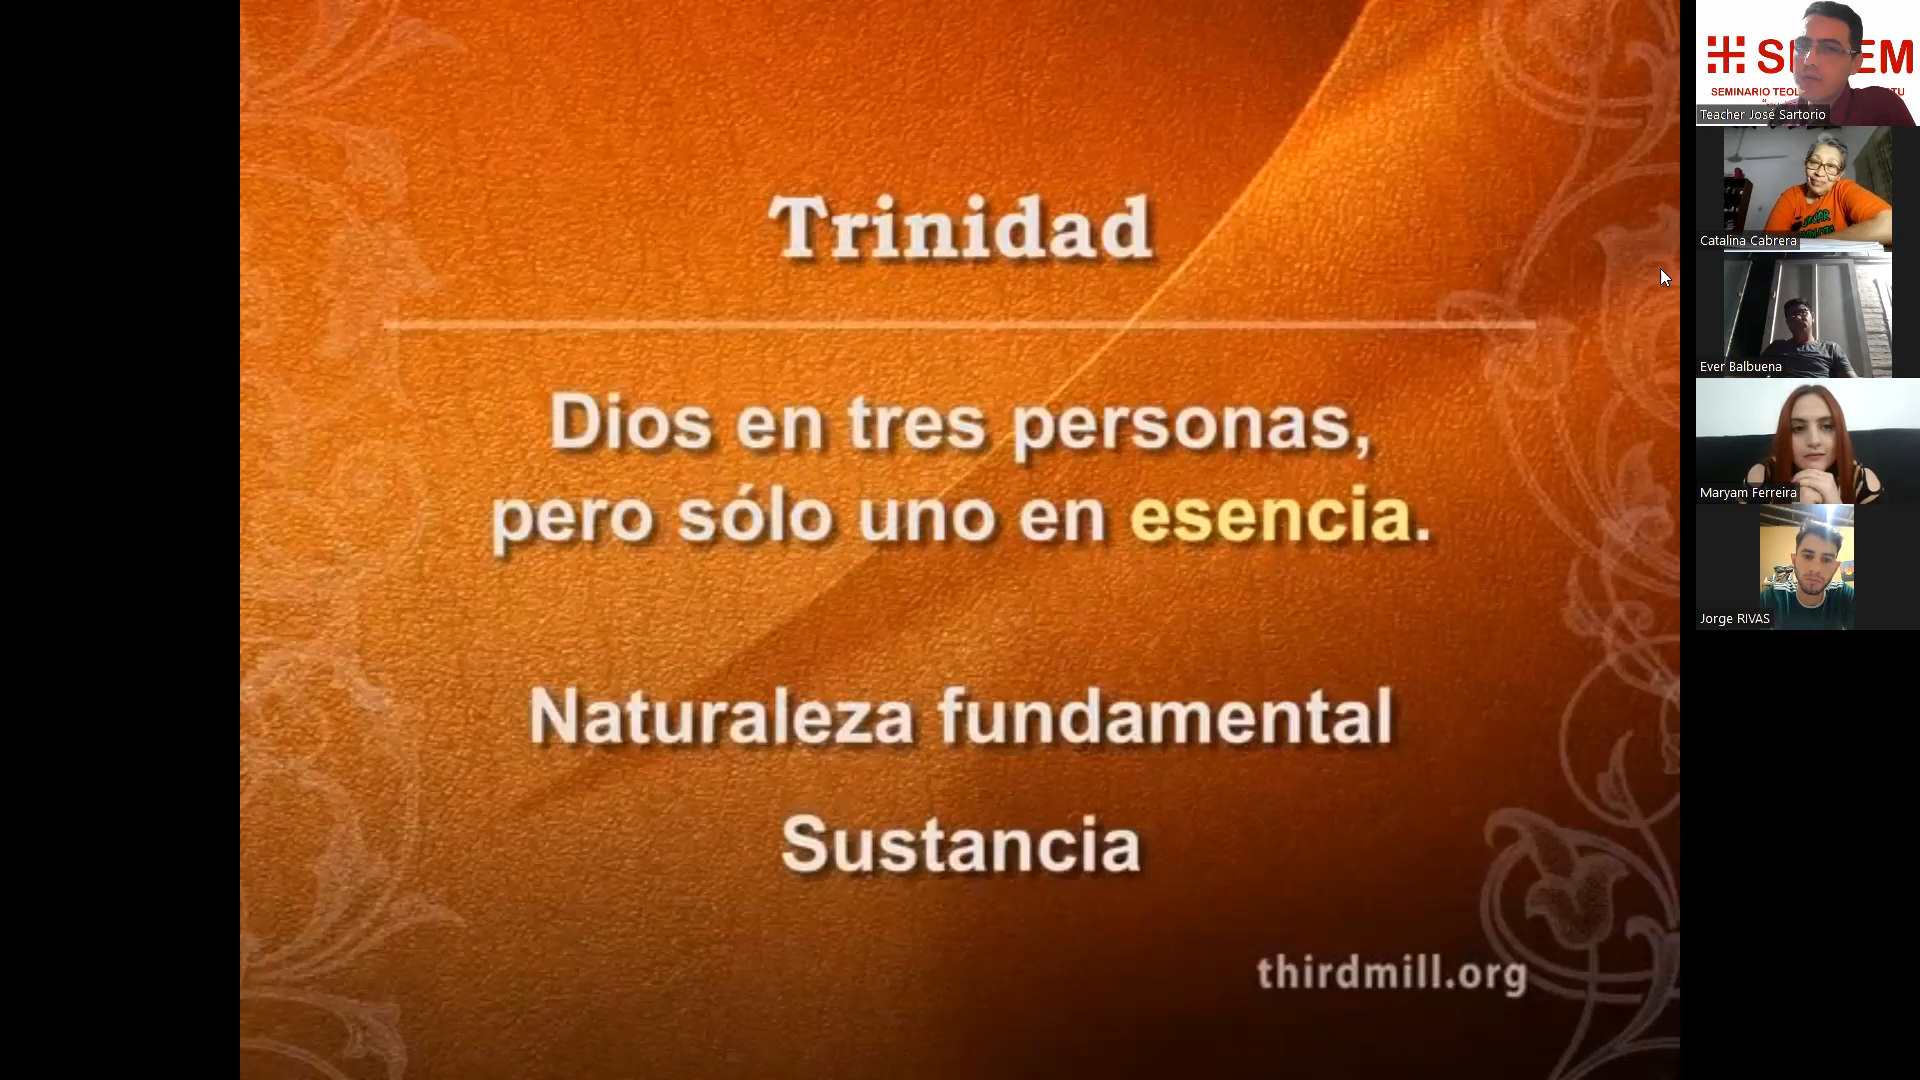 Trinidad
Dios en tres personas,
pero sólo uno en esencia.
Naturaleza fundamental
Sustancia
thirdmill.org
Teacher José Sartorio
Catalina Cabrera
Ever Balbuena
Maryam Ferreira
Jorge RIVAS
SEMINARIO